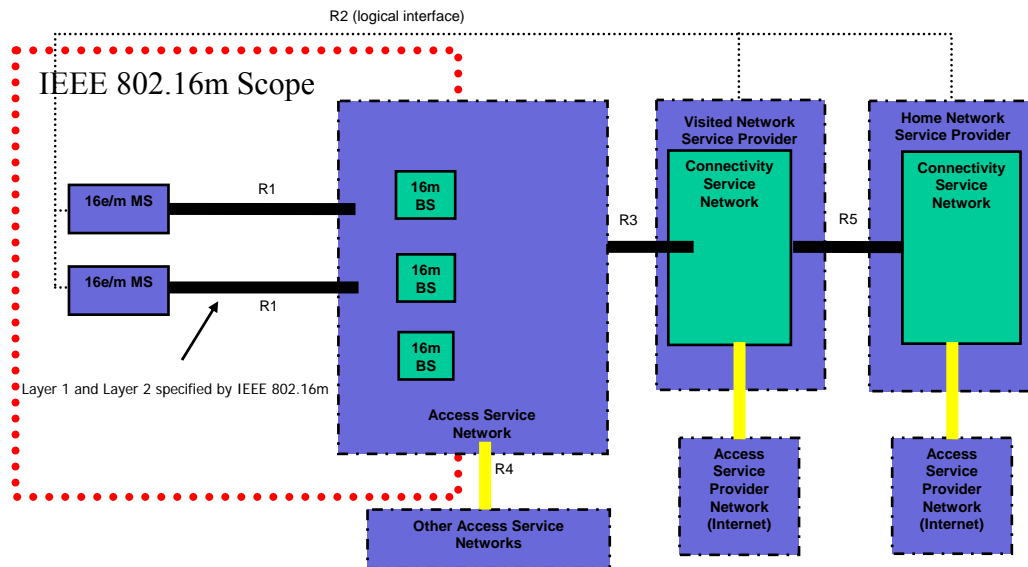 R2 (logical interface)
IEEE 802.16m Scope
16e/m MS
R1
16e/m MS
R1
Layer 1 and Layer 2 specified by IEEE 802.16m
16m
BS
16m
BS
16m
BS
Access Service
Network
R4
Other Access Service
Networks
R3
Visited Network
Service Provider
Connectivity
Service
Network
R5
Home Network
Service Provider
Connectivity
Service
Network
Access
Service
Provider
Network
(Internet)
Access
Service
Provider
Network
(Internet)